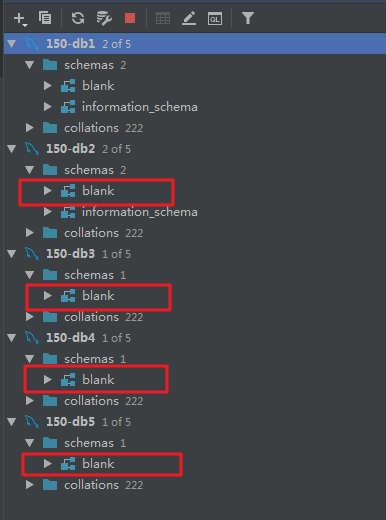 QL
150-db1 2 of 5
schemas 2
blank
information_schema
collations 222
150-db2 2 of 5
schemas 2
blank
information_schema
collations 222
150-db3 1 of 5
schemas 1
blank
collations 222
150-db4 1 of 5
schemas 1
blank
collations 222
150-db5 1 of 5
schemas 1
blank
collations 222